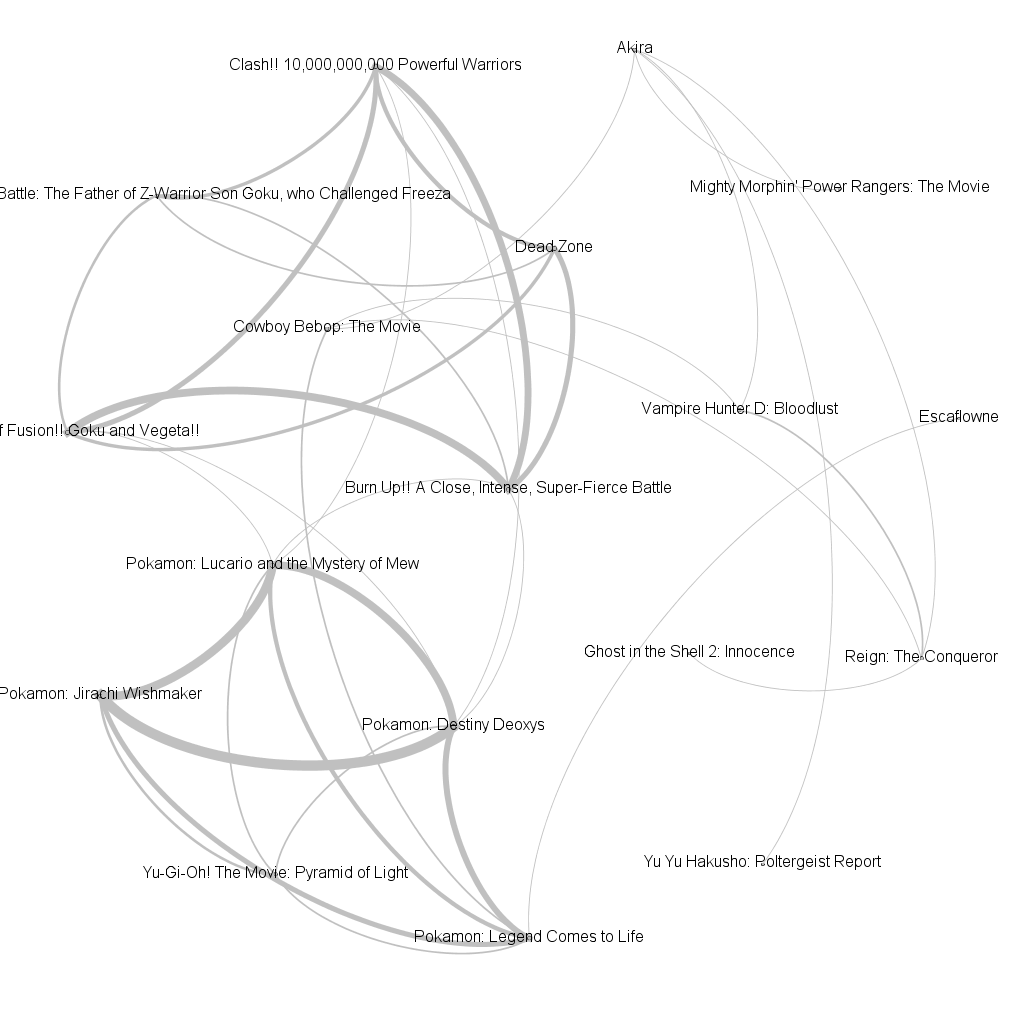 Akira
Clash!! 10,000,000,000 Powerful Warriors
Mighty Morphin' Power Rangers: The Movie
Battle: The Father of Z-Warrior Son Goku, who Challenged Freeza
Dead Zone
Cowboy Bebop: The Movie
Vampire Hunter D: Bloodlust
Escaflowne
f Fusion!! Goku and Vegeta!!
Burn Up!! A Close, Intense, Super-Fierce Battle
Pokamon: Lucario and the Mystery of Mew
Ghost in the Shell 2: Innocence
Reign: The Conqueror
Pokamon: Jirachi Wishmaker
Pokamon: Destiny Deoxys
Yu Yu Hakusho: Poltergeist Report
Yu-Gi-Oh! The Movie: Pyramid of Light
Pokamon: Legend Comes to Life